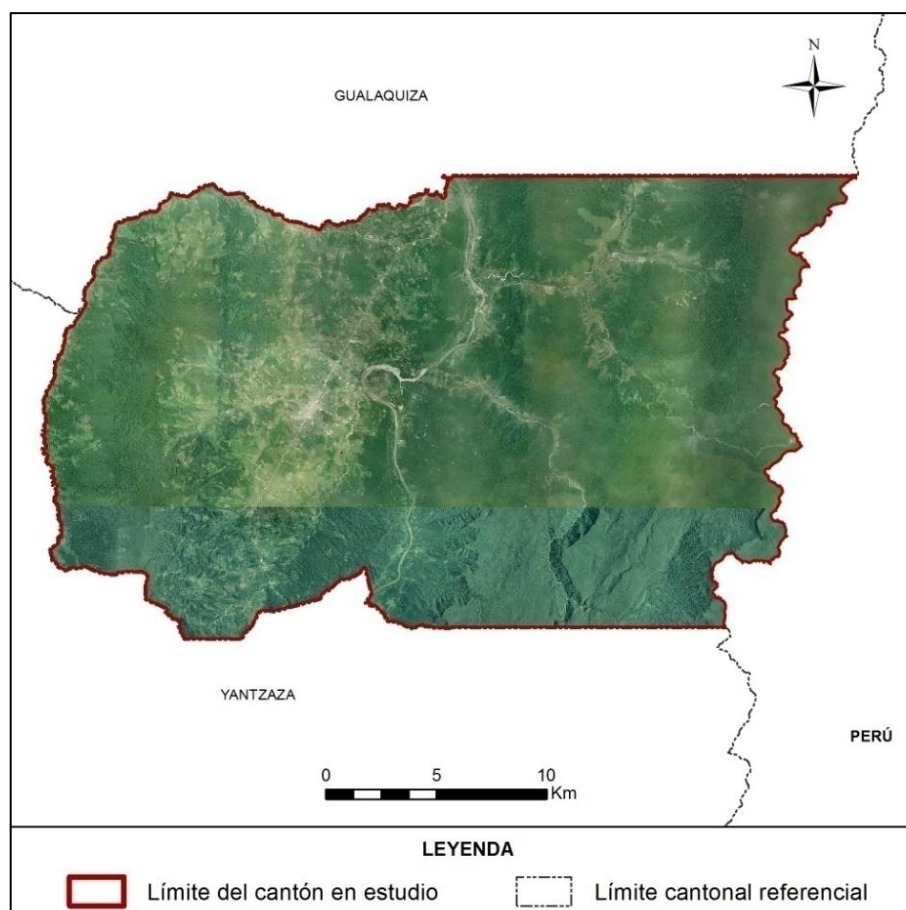 N
GUALAQUIZA
YANTZAZA
PERÚ
0 5 10
Km
LEYENDA
Límite del cantón en estudio
Límite cantonal referencial